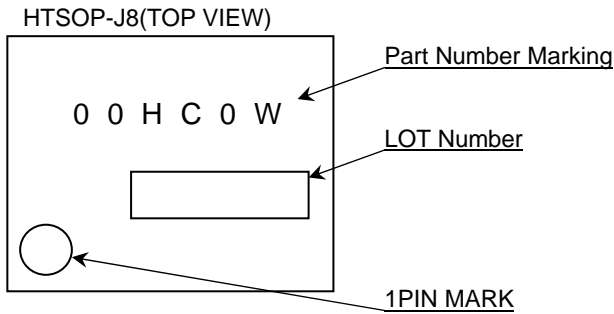 HTSOP-J8(TOP VIEW)
Part Number Marking
0 0 H C 0 W
LOT Number
1PIN MARK